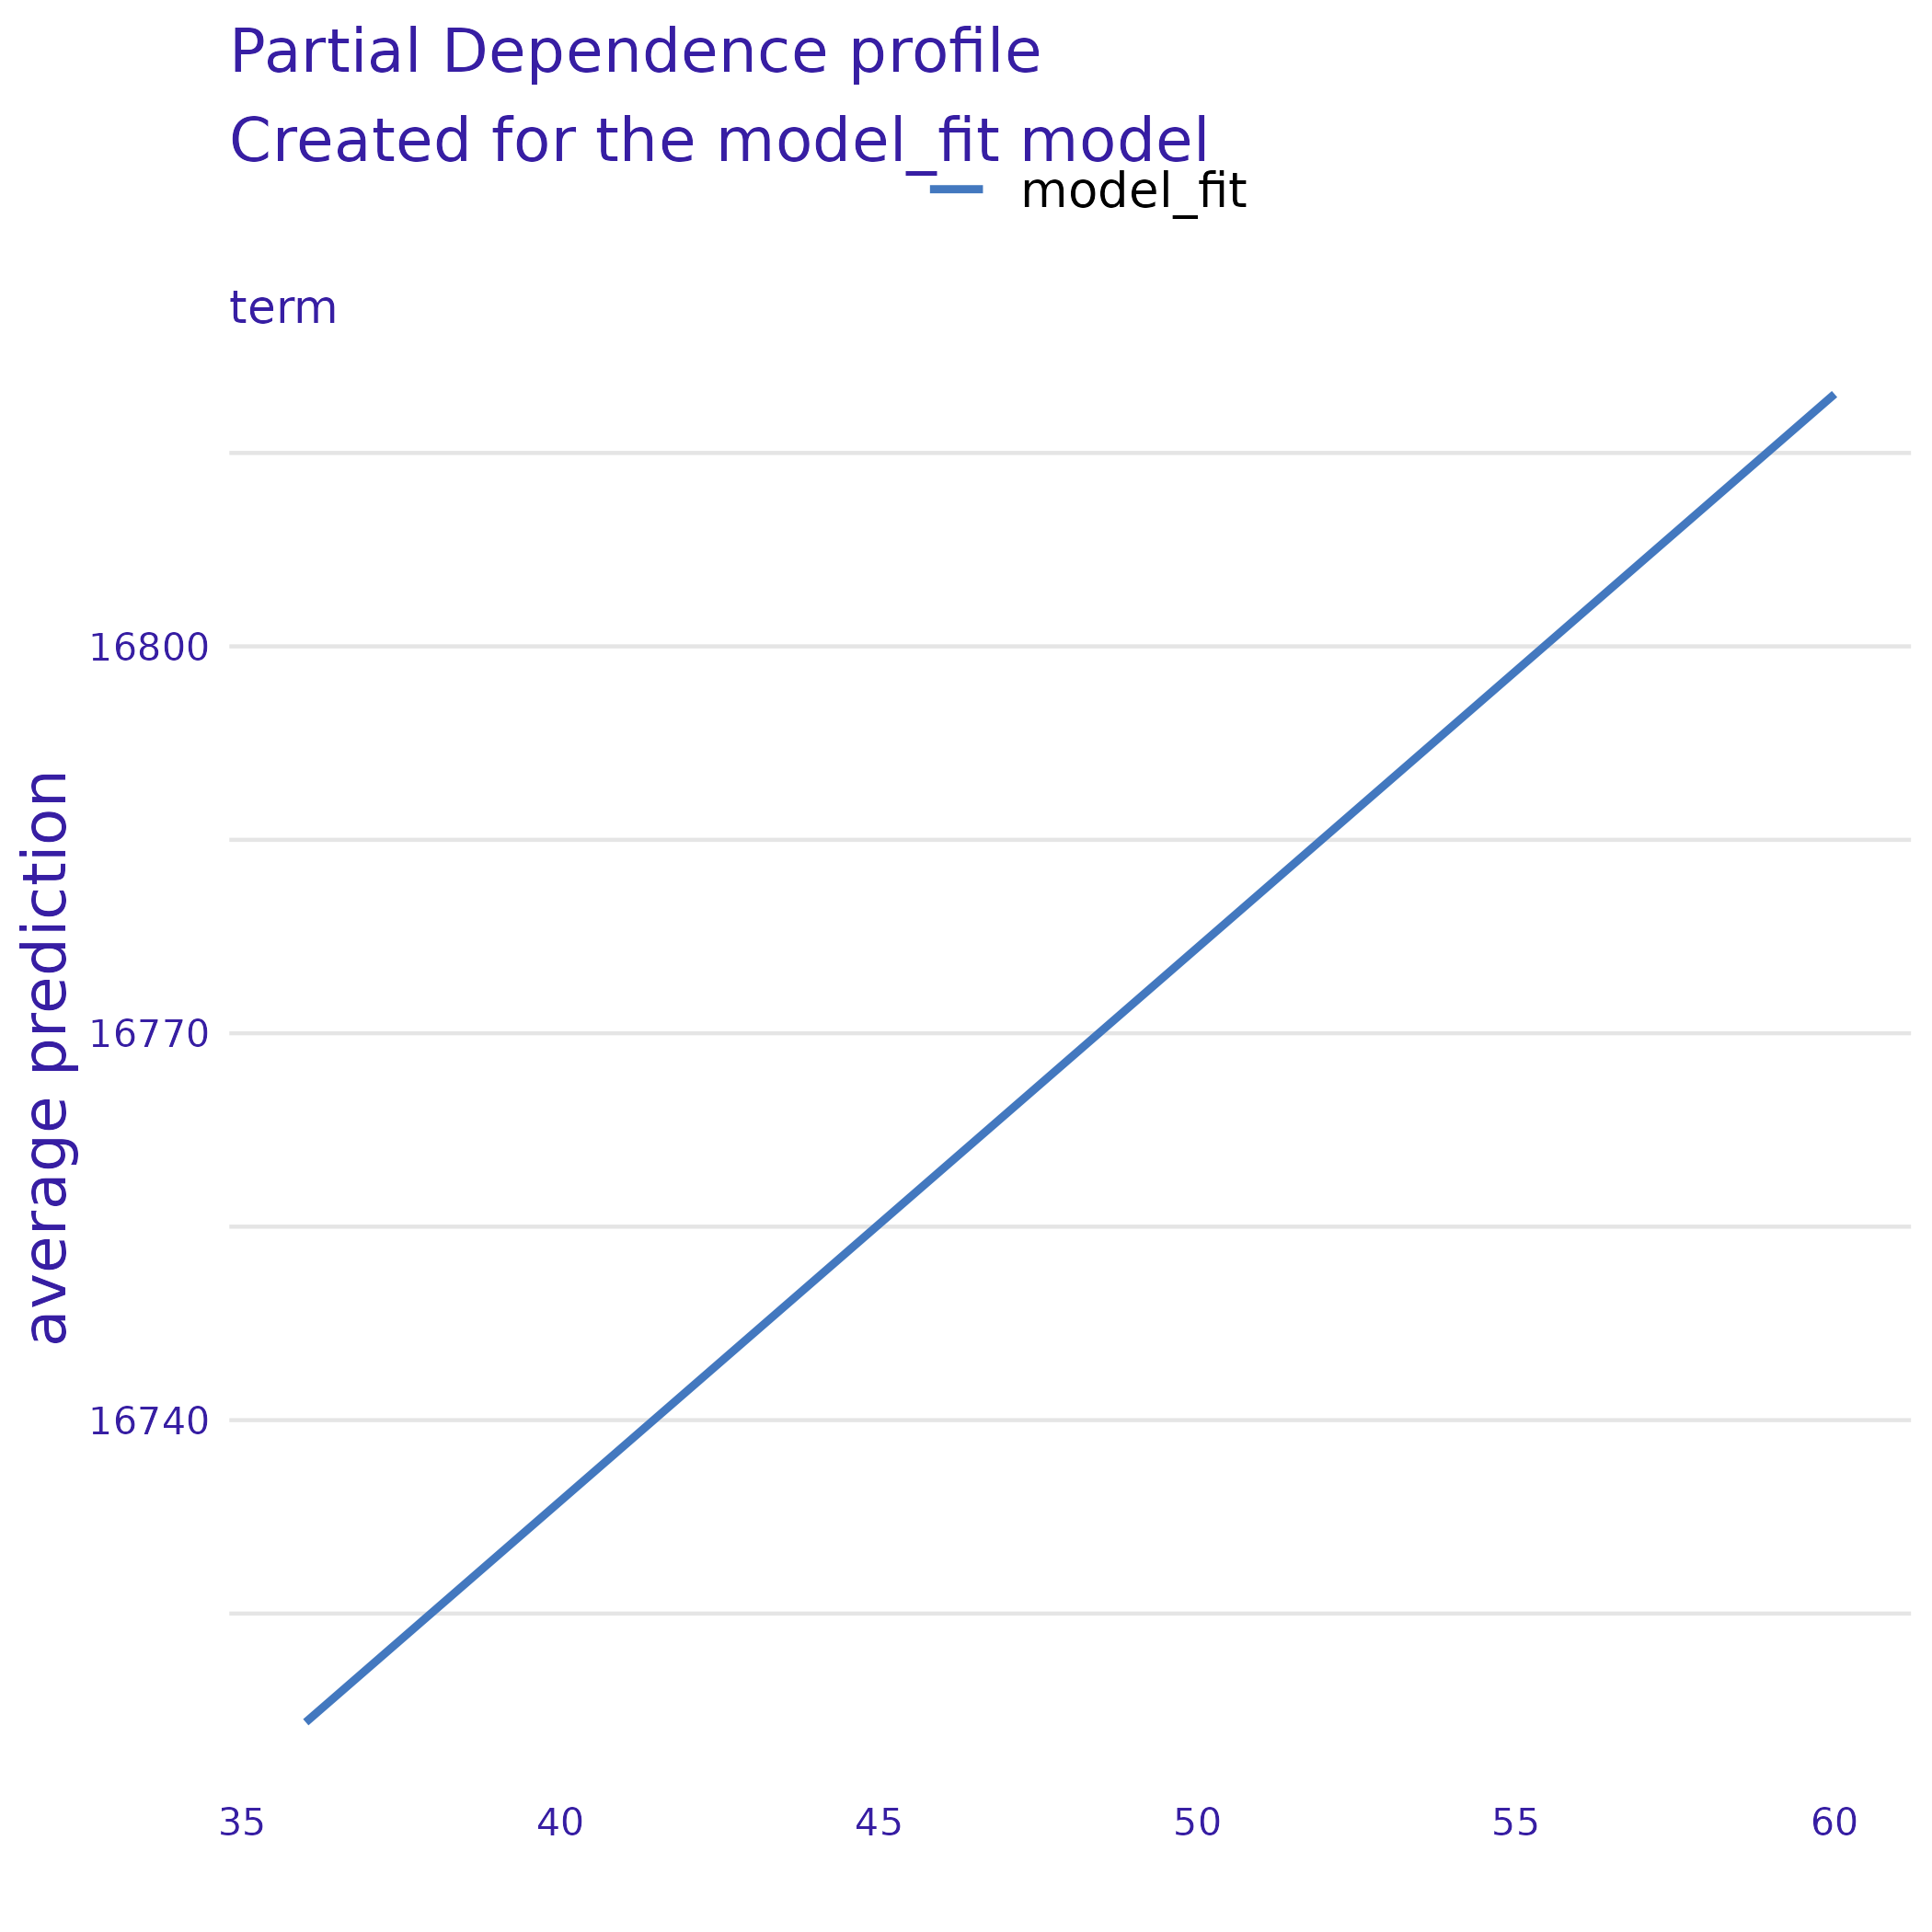 Partial Dependence profile
Created for the model_fit model
model_fit
term
average prediction
16800
16770
16740
35 40 45 50 55 60